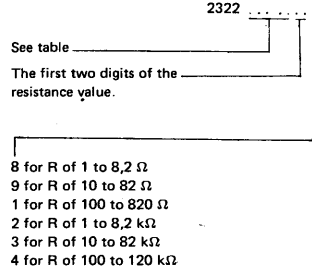 2322 ... ... ..
See table
The first two digits of the
resistance value.
8 for R of 1 to 8,2 Ω
9 for R of 10 to 82 Ω
1 for R of 100 to 820 Ω
2 for R of 1 to 8,2 kΩ
3 for R of 10 to 82 kΩ
4 for R of 100 to 120 kΩ